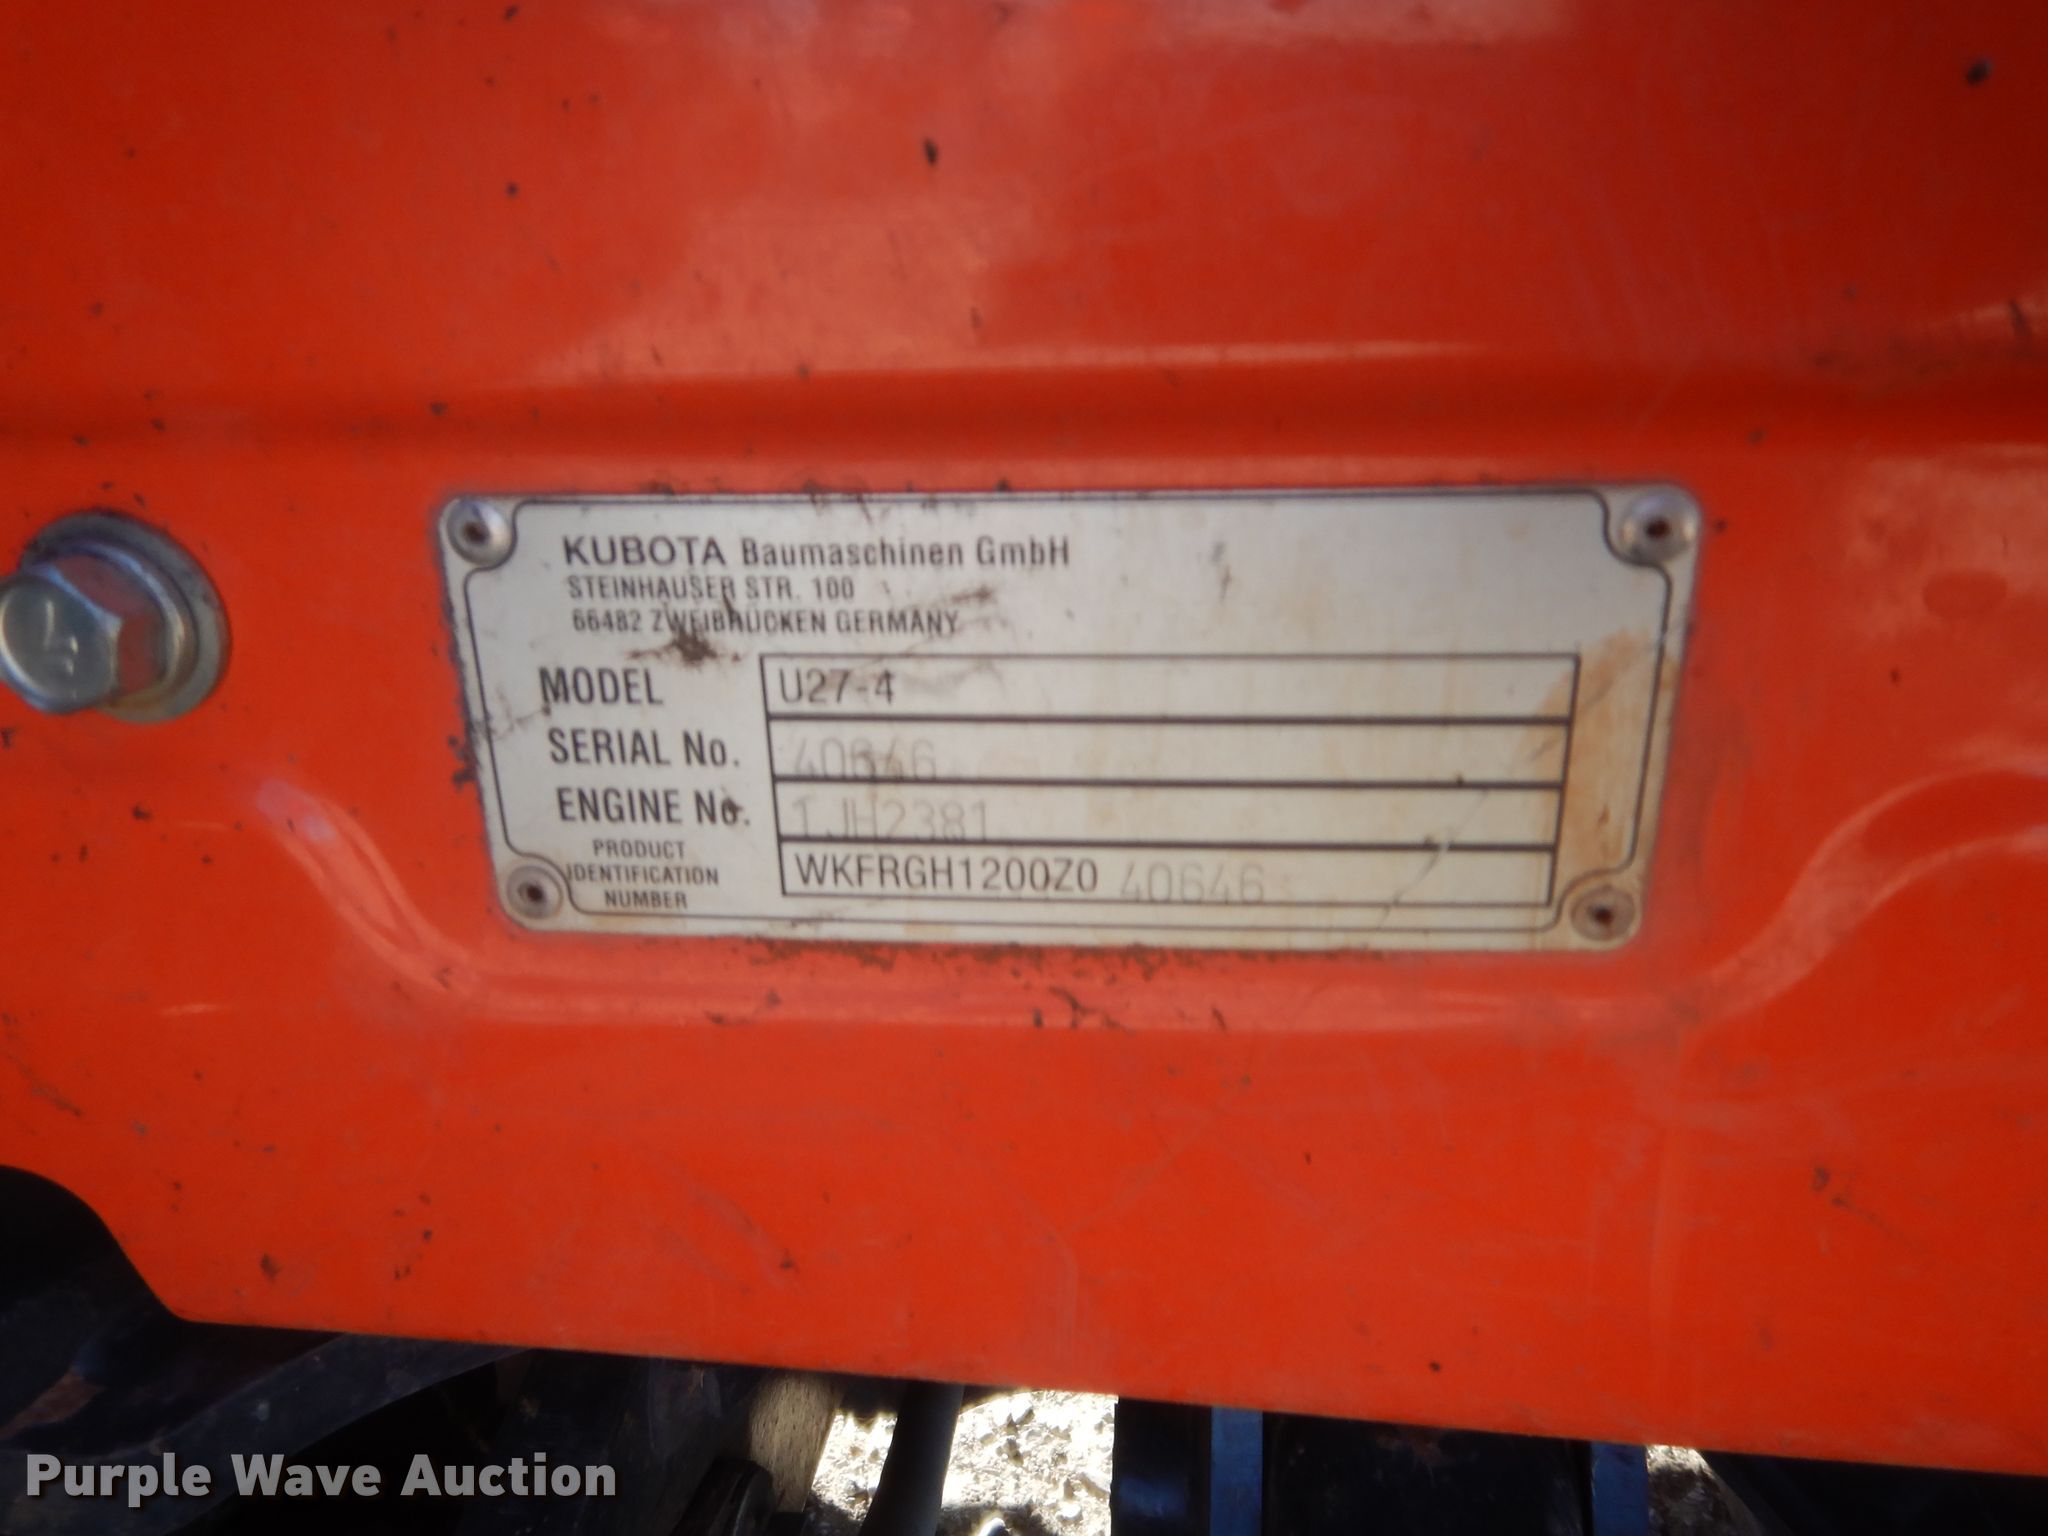 KUBOTA Baumaschinen GmbH
STEINHAUSER STR. 100
66482 ZWEIBRÜCKEN GERMANY
MODEL U27-4
SERIAL No. 40646
ENGINE No. 1JH2381
PRODUCT
IDENTIFICATION
NUMBER
WKFRGH1200Z0 40646
Purple Wave Auction